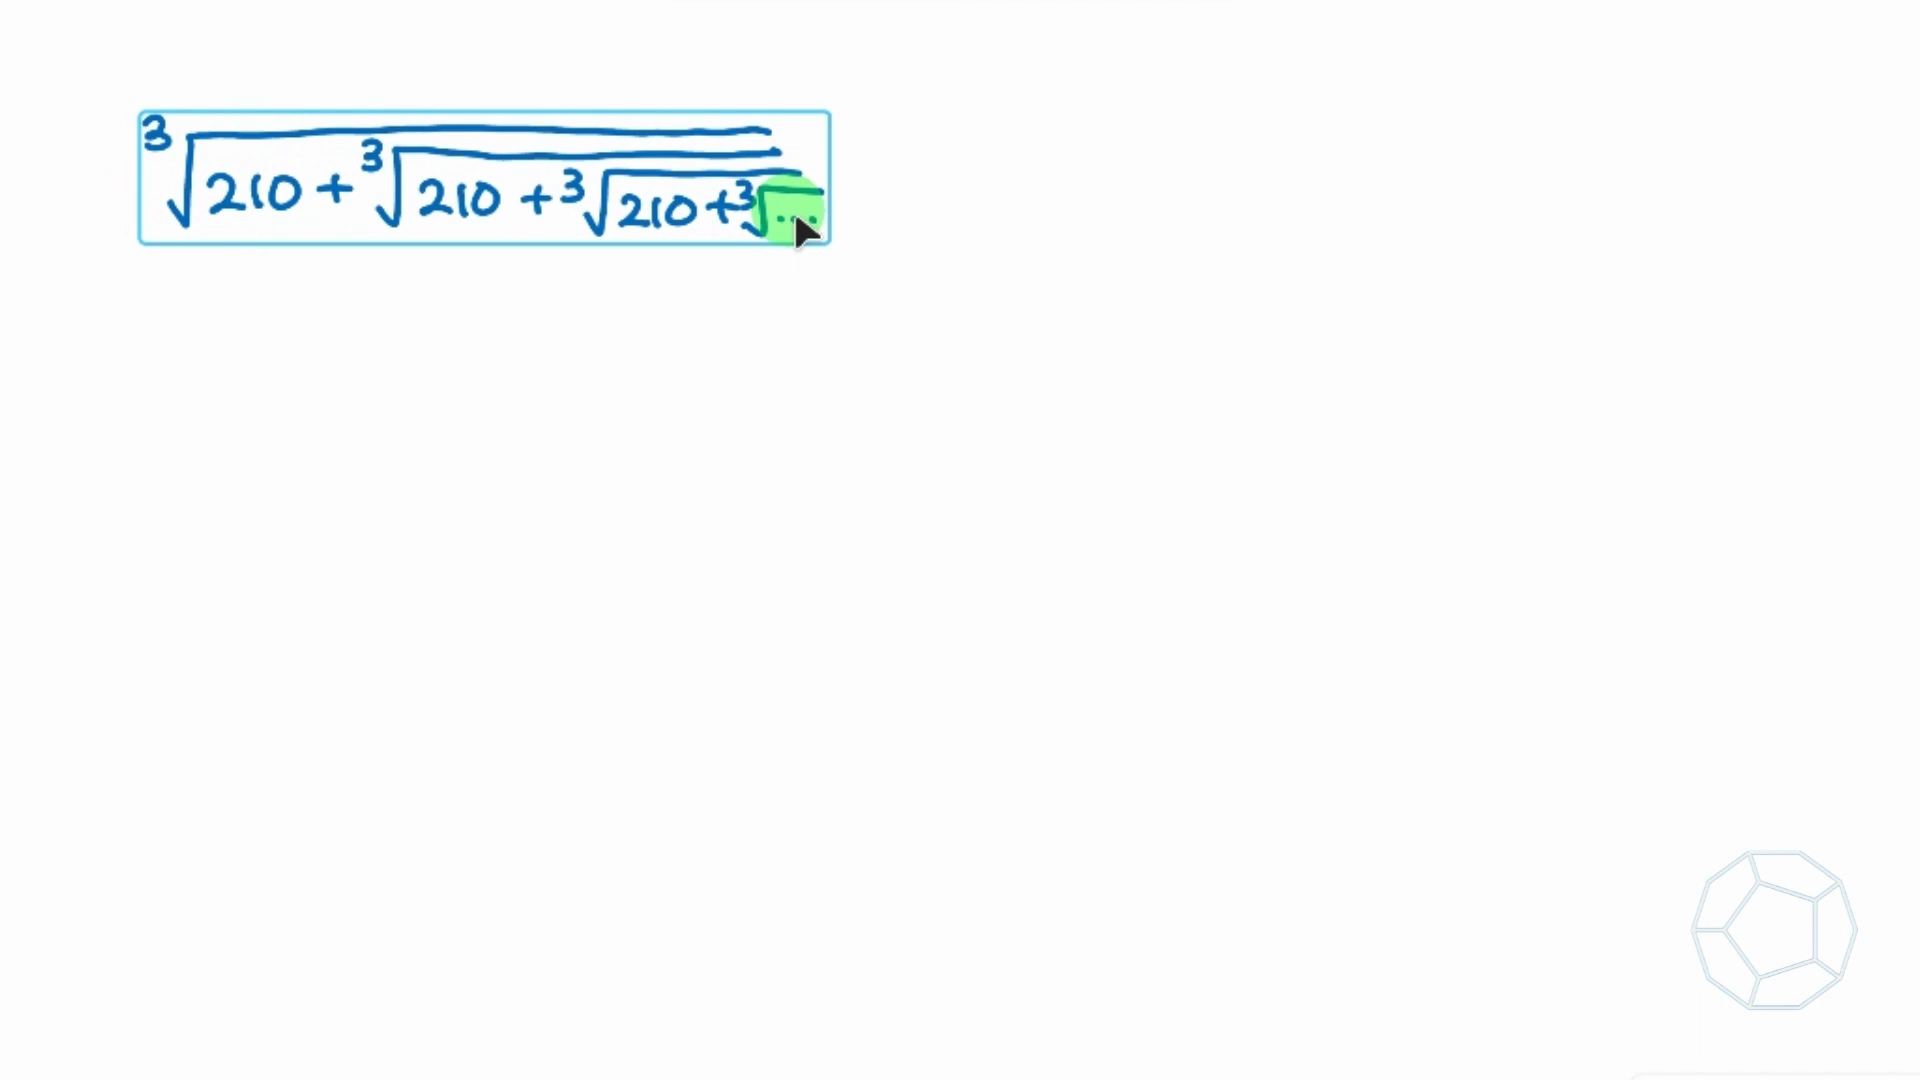 ∛(210 + ∛(210 + ∛(210 + ∛...